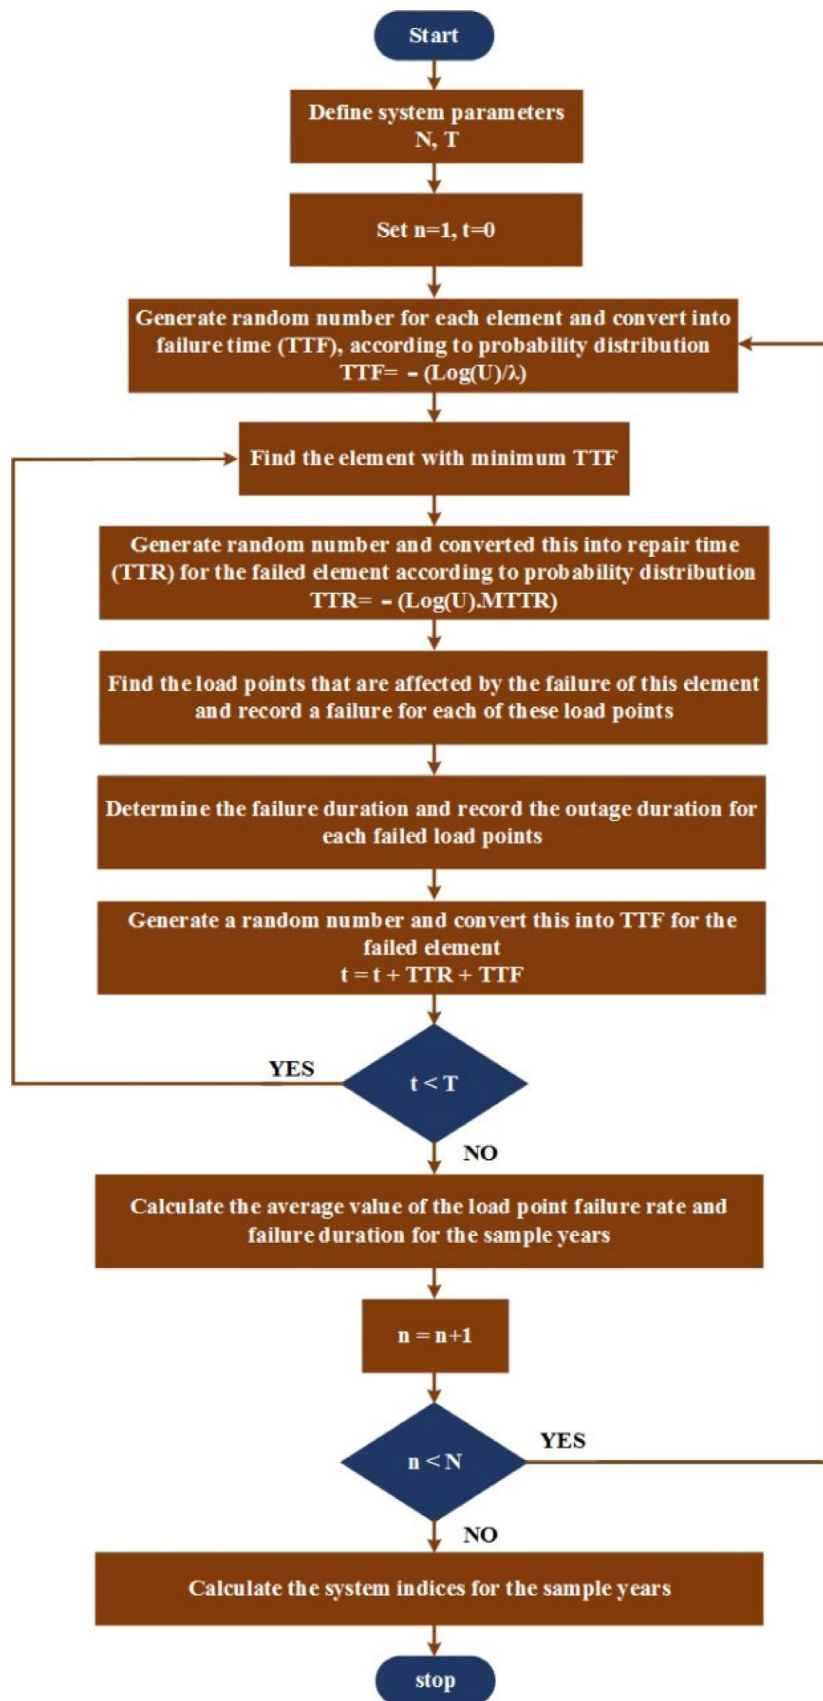 Start
Define system parameters
N, T
Set n=1, t=0
Generate random number for each element and convert into
failure time (TTF), according to probability distribution
TTF= - (Log(U)/λ)
Find the element with minimum TTF
Generate random number and converted this into repair time
(TTR) for the failed element according to probability distribution
TTR= - (Log(U).MTTR)
Find the load points that are affected by the failure of this element
and record a failure for each of these load points
Determine the failure duration and record the outage duration for
each failed load points
Generate a random number and convert this into TTF for the
failed element
t = t + TTR + TTF
YES
t < T
NO
Calculate the average value of the load point failure rate and
failure duration for the sample years
n = n+1
YES
n < N
NO
Calculate the system indices for the sample years
stop